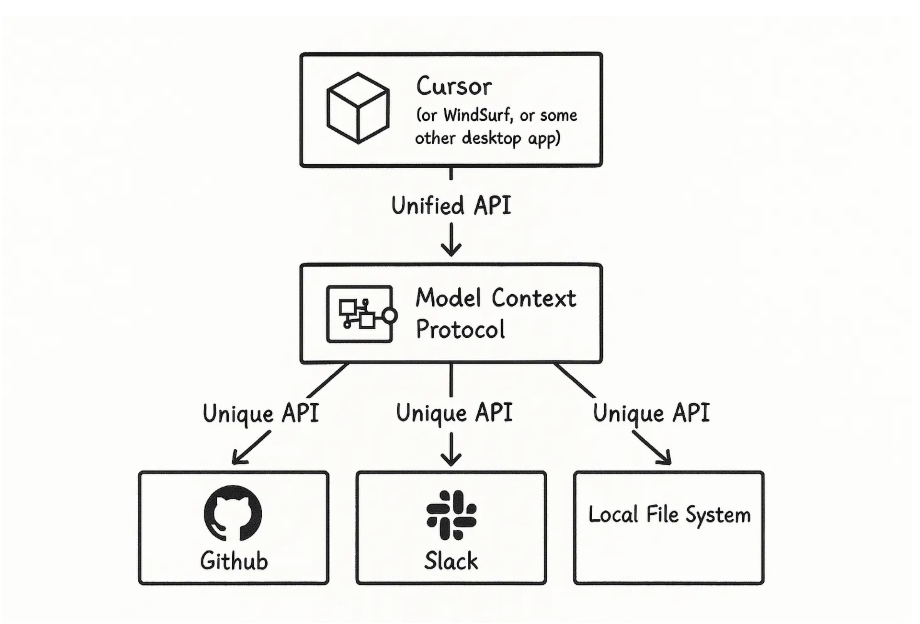 Cursor
(or WindSurf, or some
other desktop app)
Unified API
Model Context
Protocol
Unique API
Unique API
Unique API
Github
Slack
Local File System